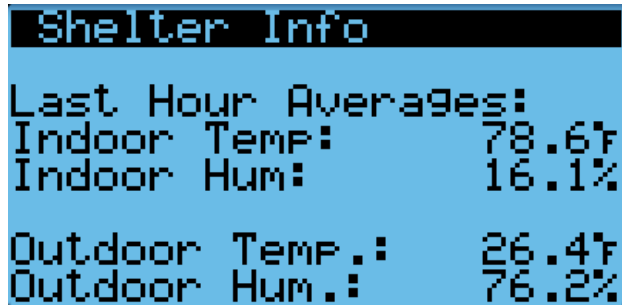 Shelter Info
Last Hour Averages:
Indoor Temp: 78.6°F
Indoor Hum: 16.1%
Outdoor Temp.: 26.4°F
Outdoor Hum.: 76.2%